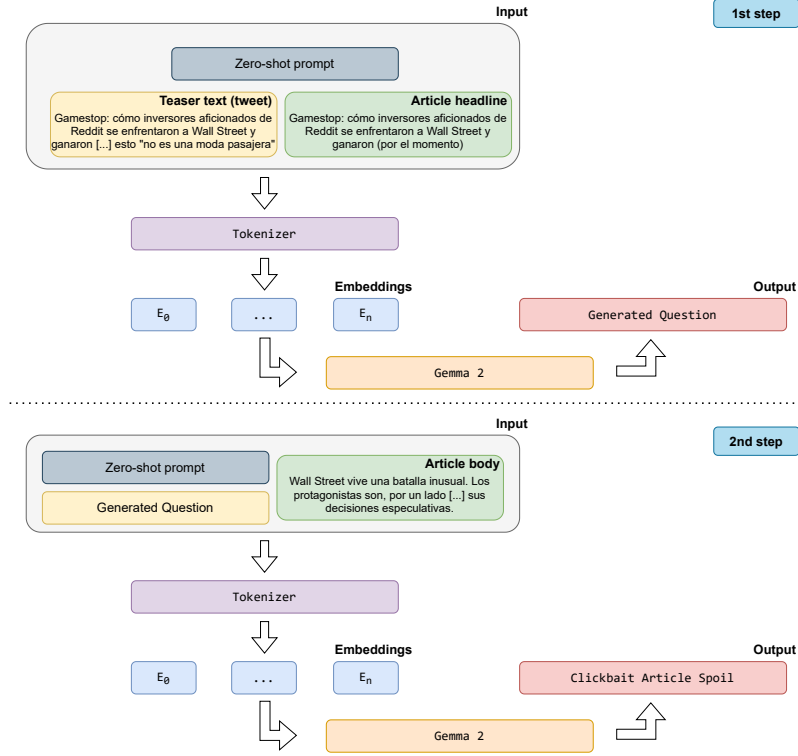 Input
1st step
Zero-shot prompt
Teaser text (tweet)
Gamestop: cómo inversores aficionados de
Reddit se enfrentaron a Wall Street y
ganaron [...] esto "no es una moda pasajera"
Article headline
Gamestop: cómo inversores aficionados de
Reddit se enfrentaron a Wall Street y
ganaron (por el momento)
Tokenizer
Embeddings
Output
E0
...
En
Generated Question
Gemma 2
Input
2nd step
Zero-shot prompt
Generated Question
Article body
Wall Street vive una batalla inusual. Los
protagonistas son, por un lado [...] sus
decisiones especulativas.
Tokenizer
Embeddings
Output
E0
...
En
Clickbait Article Spoil
Gemma 2